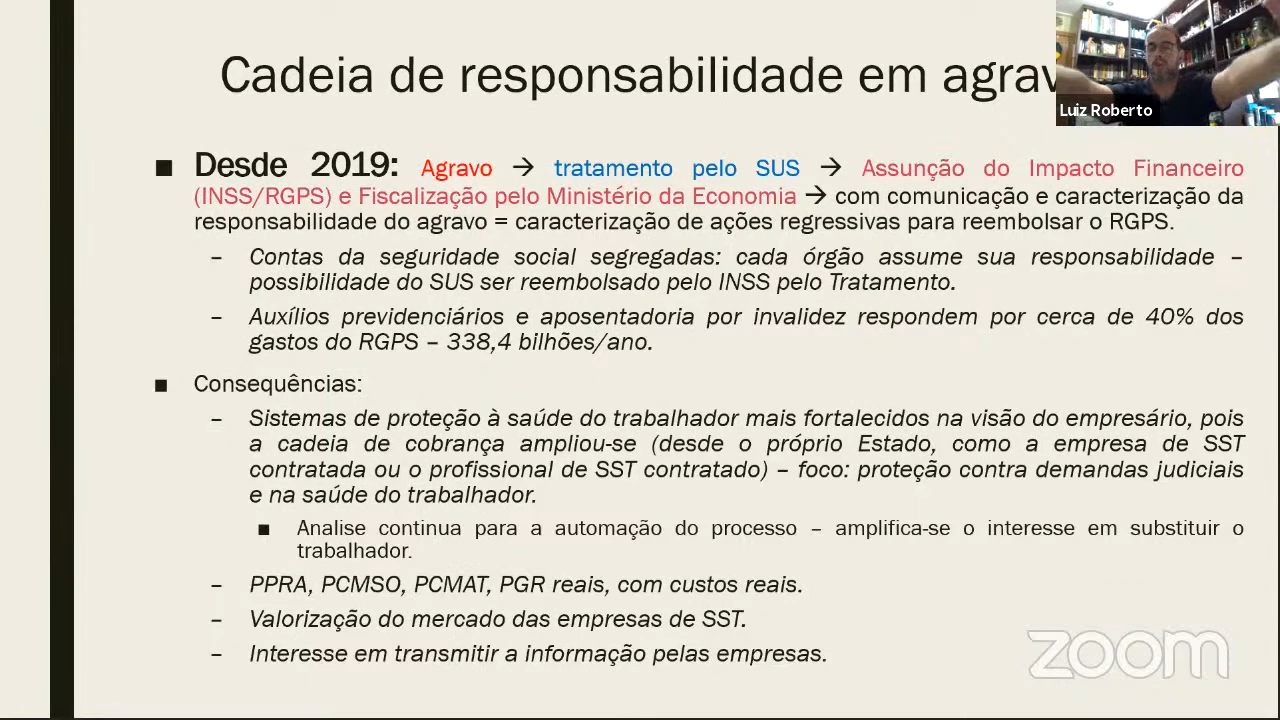 Cadeia de responsabilidade em agrav
Luiz Roberto
■ Desde 2019: Agravo → tratamento pelo SUS → Assunção do Impacto Financeiro
(INSS/RGPS) e Fiscalização pelo Ministério da Economia → com comunicação e caracterização da
responsabilidade do agravo = caracterização de ações regressivas para reembolsar o RGPS.
– Contas da seguridade social segregadas: cada órgão assume sua responsabilidade –
possibilidade do SUS ser reembolsado pelo INSS pelo Tratamento.
– Auxílios previdenciários e aposentadoria por invalidez respondem por cerca de 40% dos
gastos do RGPS – 338,4 bilhões/ano.
■ Consequências:
– Sistemas de proteção à saúde do trabalhador mais fortalecidos na visão do empresário, pois
a cadeia de cobrança ampliou-se (desde o próprio Estado, como a empresa de SST
contratada ou o profissional de SST contratado) – foco: proteção contra demandas judiciais
e na saúde do trabalhador.
■ Analise continua para a automação do processo – amplifica-se o interesse em substituir o
trabalhador.
– PPRA, PCMSO, PCMAT, PGR reais, com custos reais.
– Valorização do mercado das empresas de SST.
– Interesse em transmitir a informação pelas empresas.
zoom